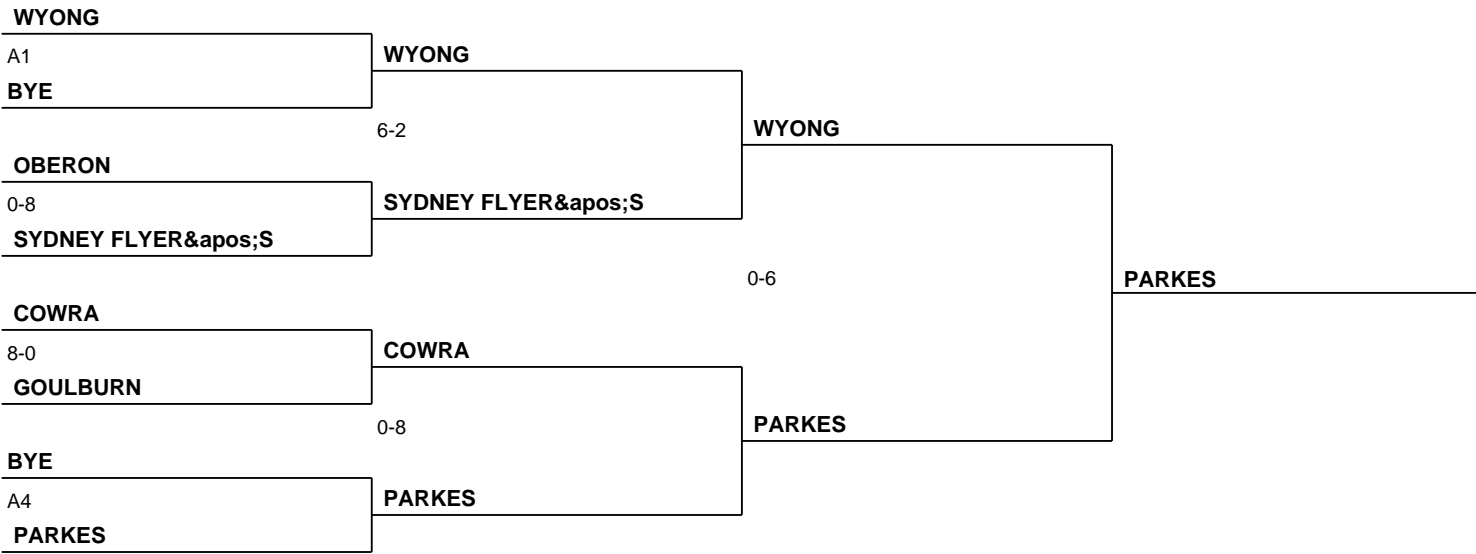 WYONG
A1
BYE
WYONG
6-2
OBERON
0-8
SYDNEY FLYER&apos;S
SYDNEY FLYER&apos;S
WYONG
0-6
COWRA
8-0
GOULBURN
COWRA
0-8
BYE
A4
PARKES
PARKES
PARKES
PARKES